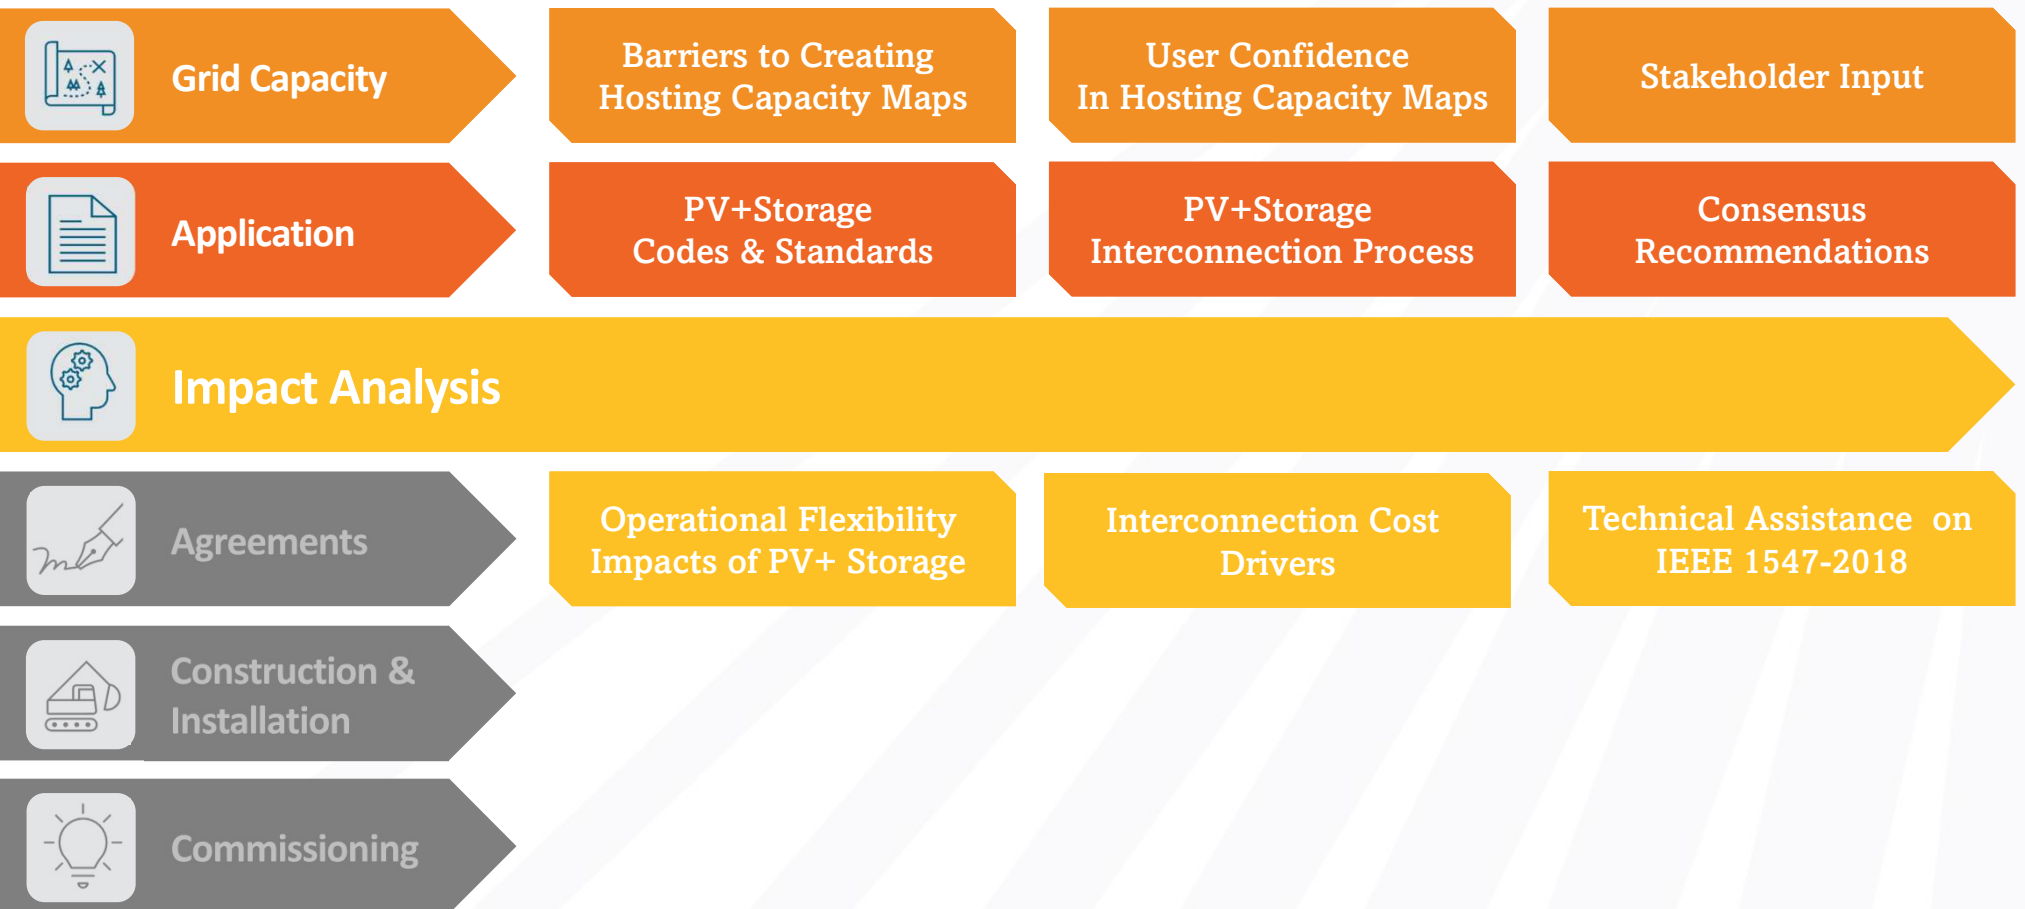 Grid Capacity
Barriers to Creating
Hosting Capacity Maps
User Confidence
In Hosting Capacity Maps
Stakeholder Input
Application
PV+Storage
Codes & Standards
PV+Storage
Interconnection Process
Consensus
Recommendations
Impact Analysis
Agreements
Operational Flexibility
Impacts of PV+ Storage
Interconnection Cost
Drivers
Technical Assistance on
IEEE 1547-2018
Construction &
Installation
Commissioning